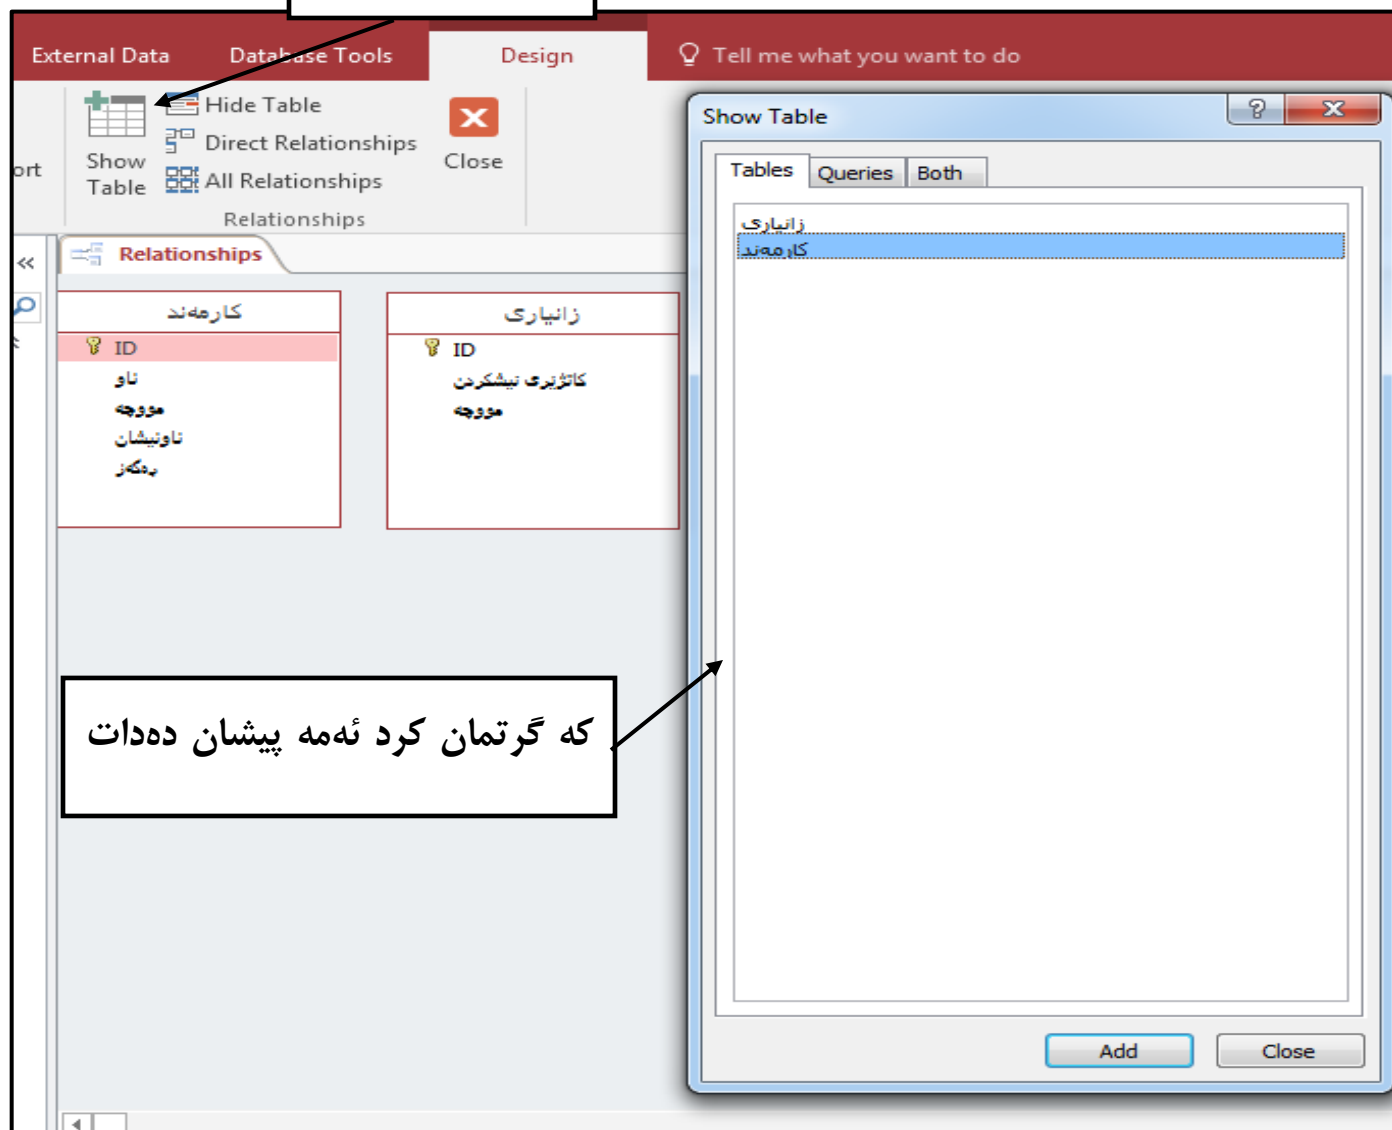 External Data Database Tools Design Tell me what you want to do
Hide Table
Direct Relationships
All Relationships
Show
Table
Close
ort
Relationships
Relationships
کارمەند
ID
ناو
مووچە
ناونیشان
ڕەگەز
زانیاری
ID
کاتژێری ئیشکردن
مووچە
Show Table
Tables Queries Both
زانیاری
کارمەند
Add Close
کە گرتمان کرد ئەمە پیشان دەدات